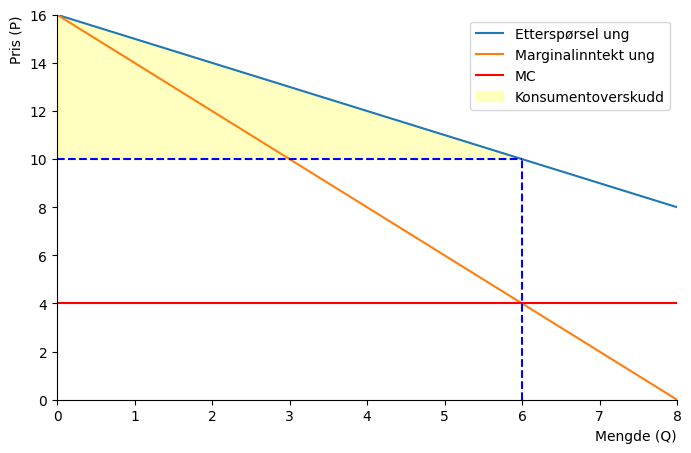 Pris (P)
16
14
12
10
8
6
4
2
0
Etterspørsel ung
Marginalinntekt ung
MC
Konsumentoverskudd
0 1 2 3 4 5 6 7 8
Mengde (Q)